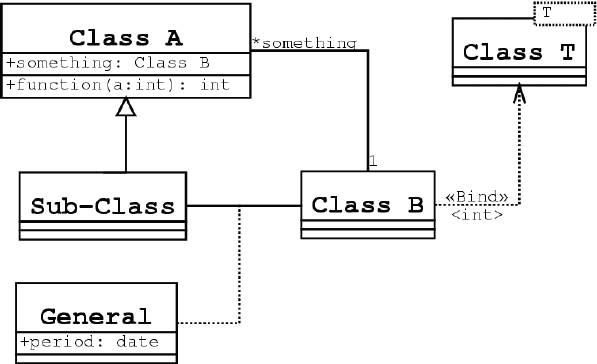 Class A
+something: Class B
+function(a:int): int
*something
1
T
Class T
Sub-Class
Class B
«Bind»
<int>
General
+period: date